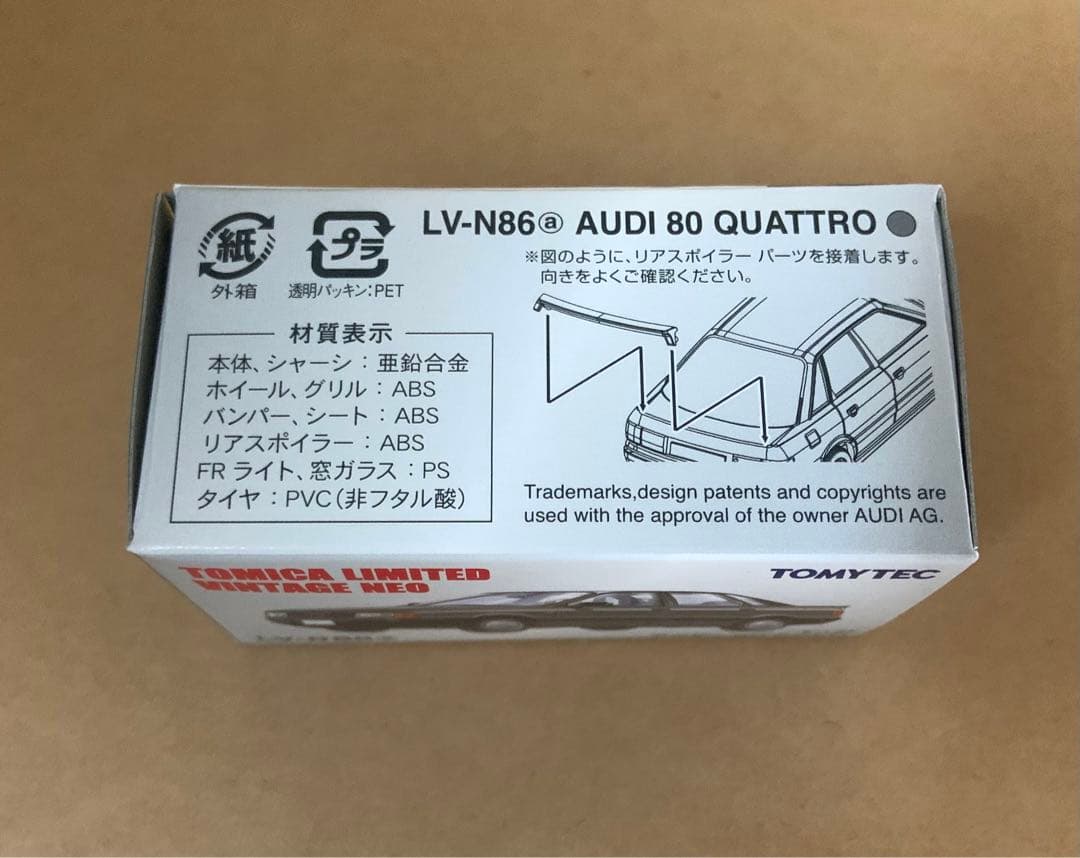 紙
外箱
プラ
透明パッキン:PET
LV-N86ⓐ AUDI 80 QUATTRO
※図のように、リアスポイラー パーツを接着します。
向きをよくご確認ください。
材質表示
本体、シャーシ:亜鉛合金
ホイール、グリル:ABS
バンパー、シート:ABS
リアスポイラー:ABS
FRライト、窓ガラス:PS
タイヤ:PVC(非フタル酸)
Trademarks,design patents and copyrights are
used with the approval of the owner AUDI AG.
TOMICA LIMITED
VINTAGE NEO
TOMYTEC